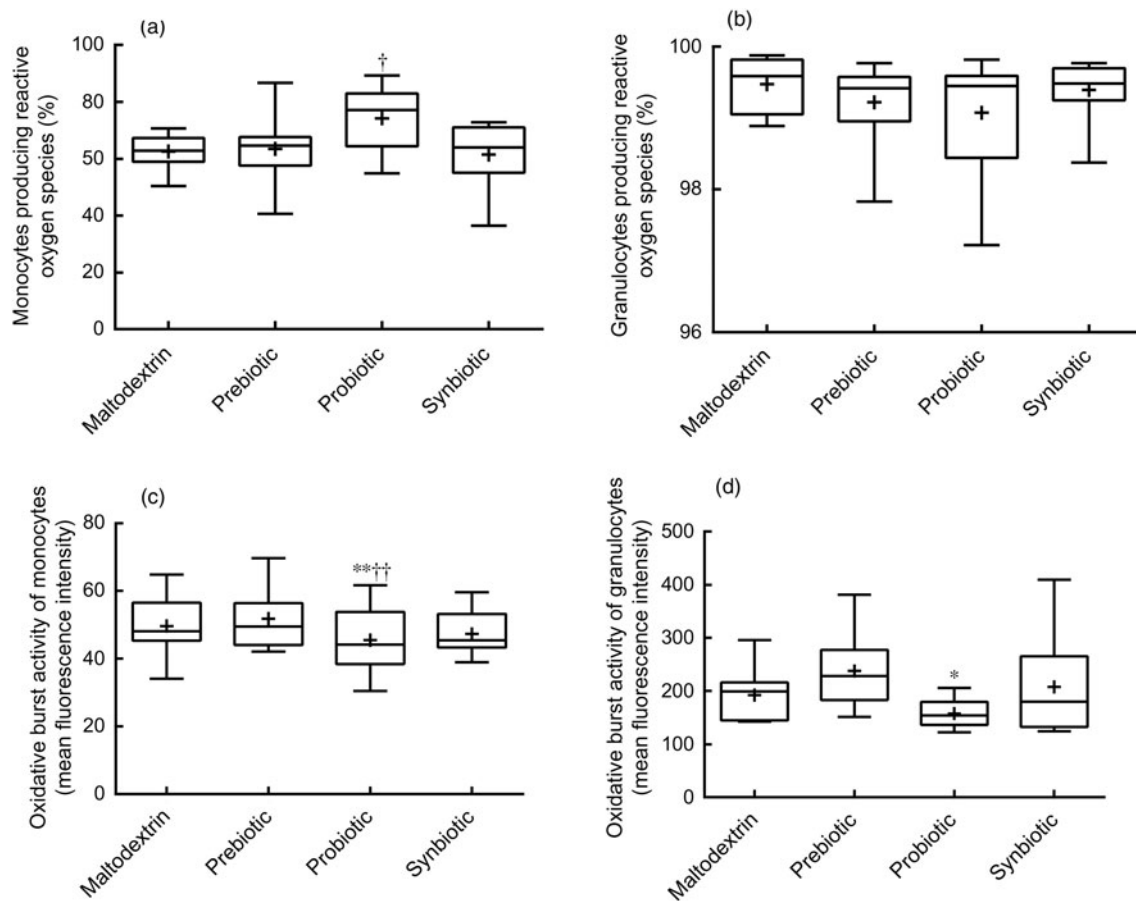 (a)
Monocytes producing reactive
oxygen species (%)
100
80
60
40
20
0
†
Maltodextrin
Prebiotic
Probiotic
Synbiotic
(b)
Granulocytes producing reactive
oxygen species (%)
100
98
96
Maltodextrin
Prebiotic
Probiotic
Synbiotic
(c)
Oxidative burst activity of monocytes
(mean fluorescence intensity)
80
60
40
20
0
**††
Maltodextrin
Prebiotic
Probiotic
Synbiotic
(d)
Oxidative burst activity of granulocytes
(mean fluorescence intensity)
500
400
300
200
100
0
*
Maltodextrin
Prebiotic
Probiotic
Synbiotic